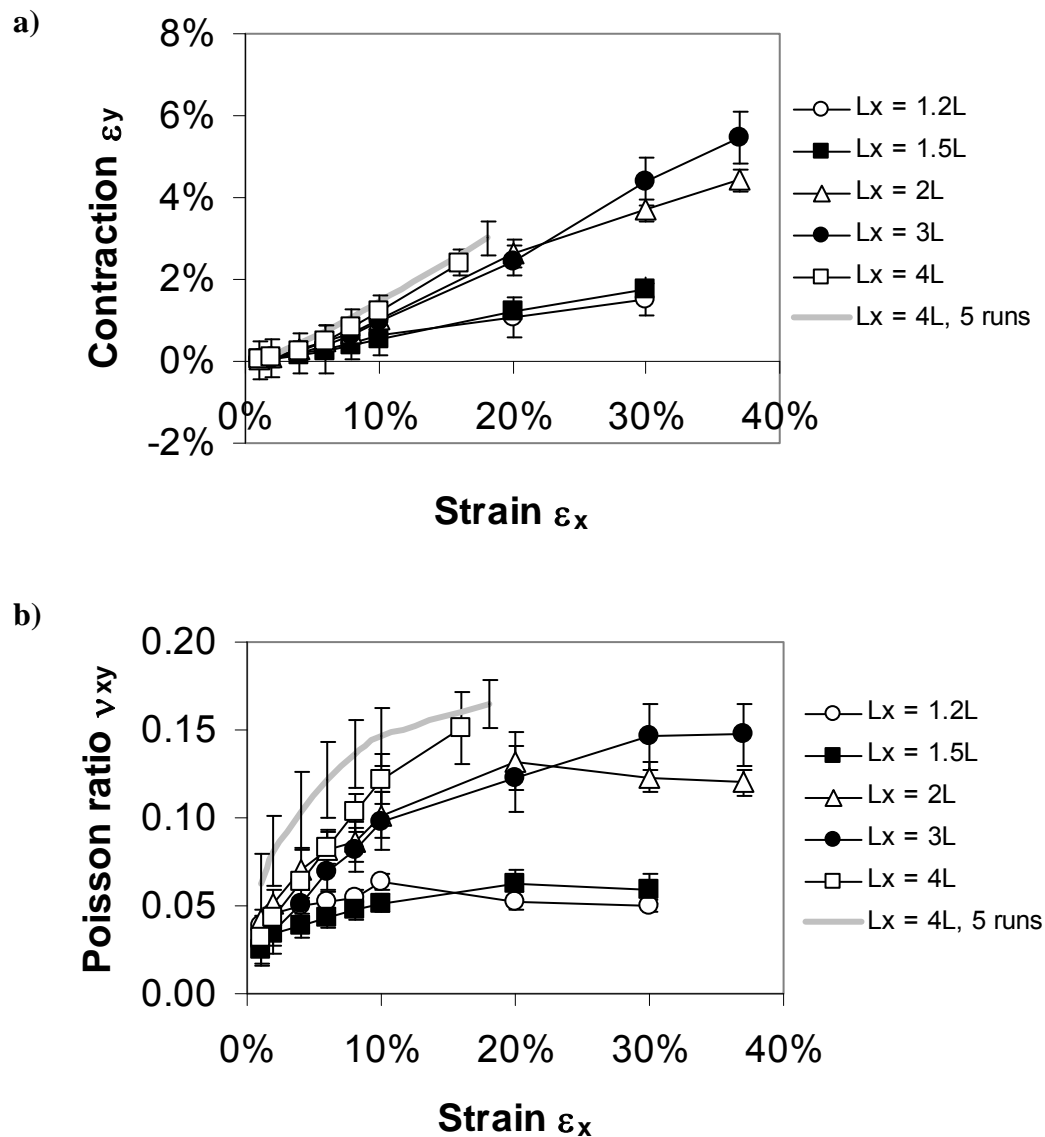 a)
8%
6%
4%
2%
0%
-2%
Contraction εy
0% 10% 20% 30% 40%
Strain εx
Lx = 1.2L
Lx = 1.5L
Lx = 2L
Lx = 3L
Lx = 4L
Lx = 4L, 5 runs
b)
0.20
0.15
0.10
0.05
0.00
Poisson ratio νxy
0% 10% 20% 30% 40%
Strain εx
Lx = 1.2L
Lx = 1.5L
Lx = 2L
Lx = 3L
Lx = 4L
Lx = 4L, 5 runs